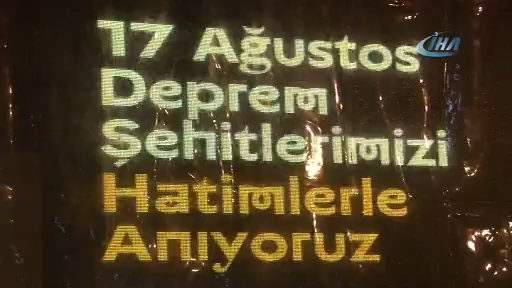 17 Ağustos
İHA
Deprem
Şehitlerimizi
Hatimlerle
Anıyoruz